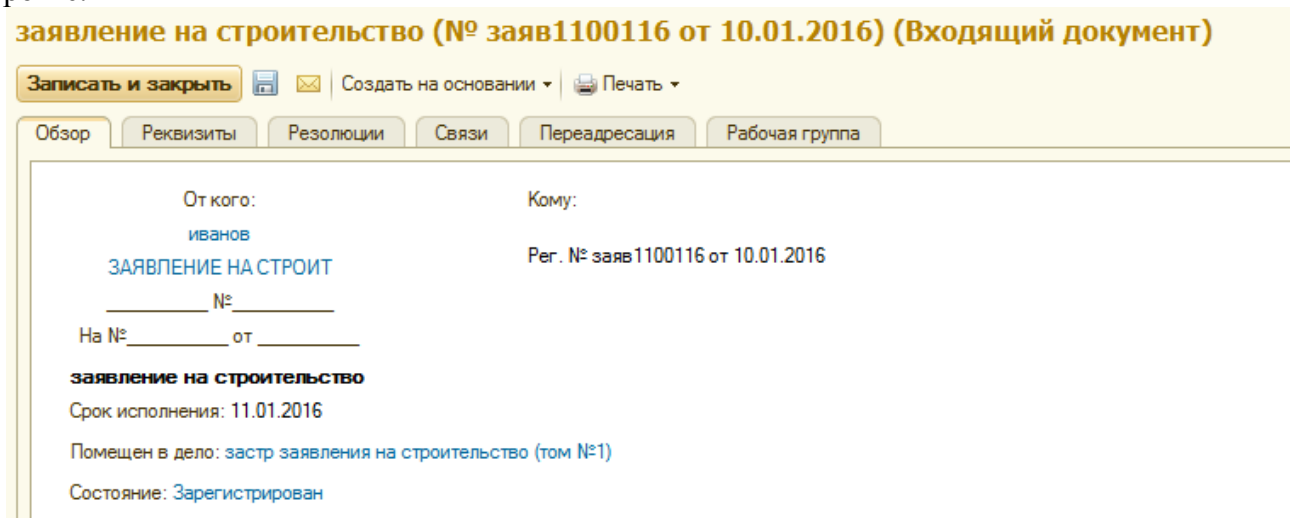 заявление на строительство (№ заяв1100116 от 10.01.2016) (Входящий документ)
Записать и закрыть Создать на основании Печать
Обзор Реквизиты Резолюции Связи Переадресация Рабочая группа
От кого: Кому:
иванов
Рег. № заяв1100116 от 10.01.2016
ЗАЯВЛЕНИЕ НА СТРОИТ
__________ №__________
На №__________ от __________
заявление на строительство
Срок исполнения: 11.01.2016
Помещен в дело: застр заявления на строительство (том №1)
Состояние: Зарегистрирован